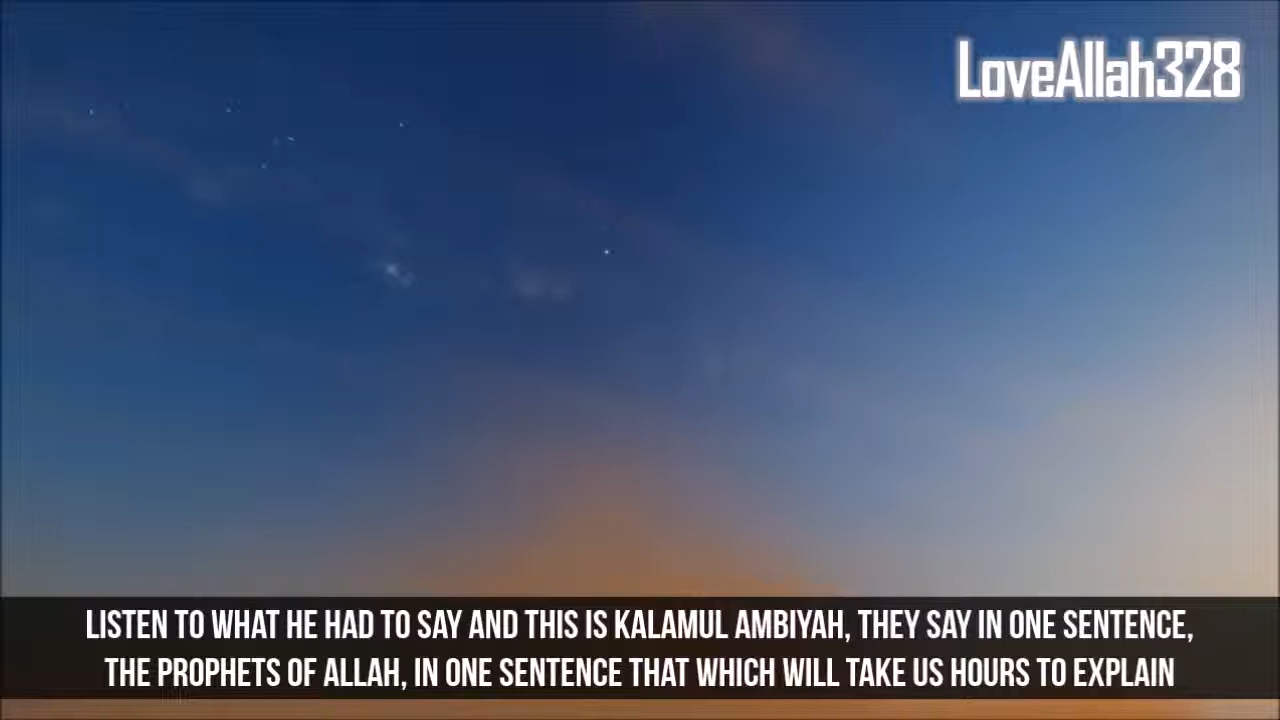 LoveAllah328
LISTEN TO WHAT HE HAD TO SAY AND THIS IS KALAMUL AMBIYAH, THEY SAY IN ONE SENTENCE,
THE PROPHETS OF ALLAH, IN ONE SENTENCE THAT WHICH WILL TAKE US HOURS TO EXPLAIN